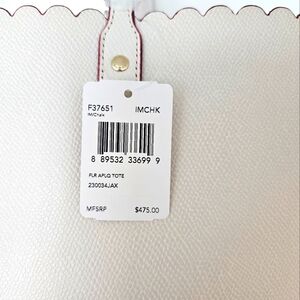 F37651 IMCHK
IM/Chalk
8 89532 33699 9
FLR APLQ TOTE
230034JAX
MFSRP $475.00